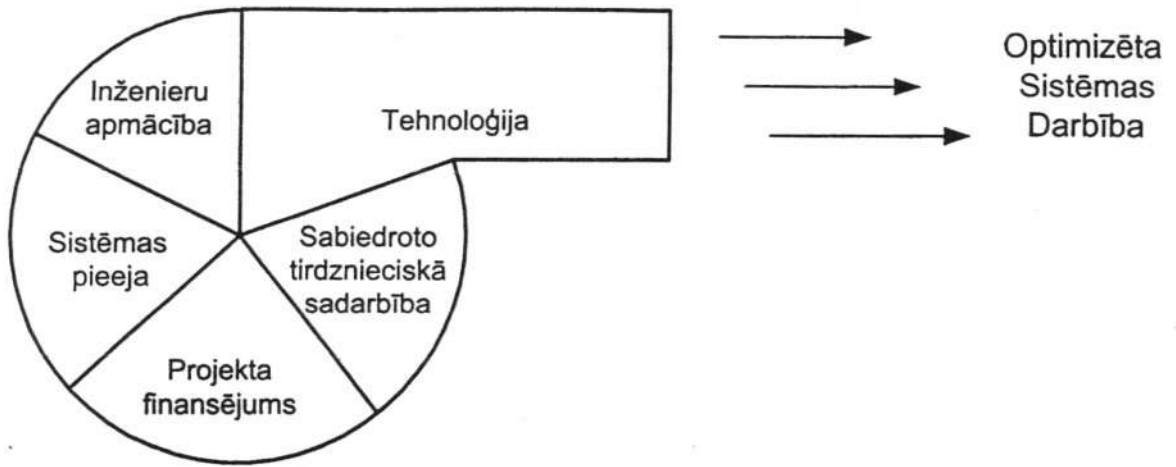 Inženieru
apmācība
Tehnoloģija
Optimizēta
Sistēmas
Darbība
Sistēmas
pieeja
Sabiedroto
tirdznieciskā
sadarbība
Projekta
finansējums